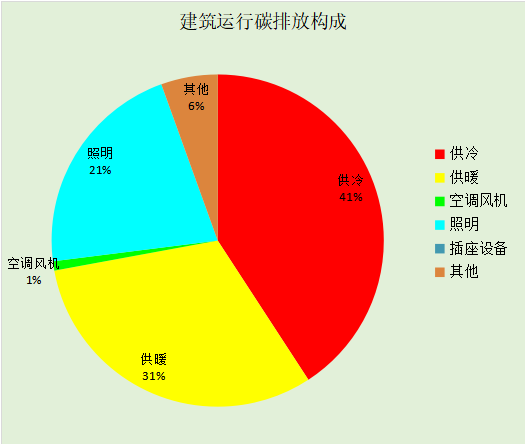 建筑运行碳排放构成
其他
6%
照明
21%
供冷
41%
空调风机
1%
供暖
31%
供冷
供暖
空调风机
照明
插座设备
其他